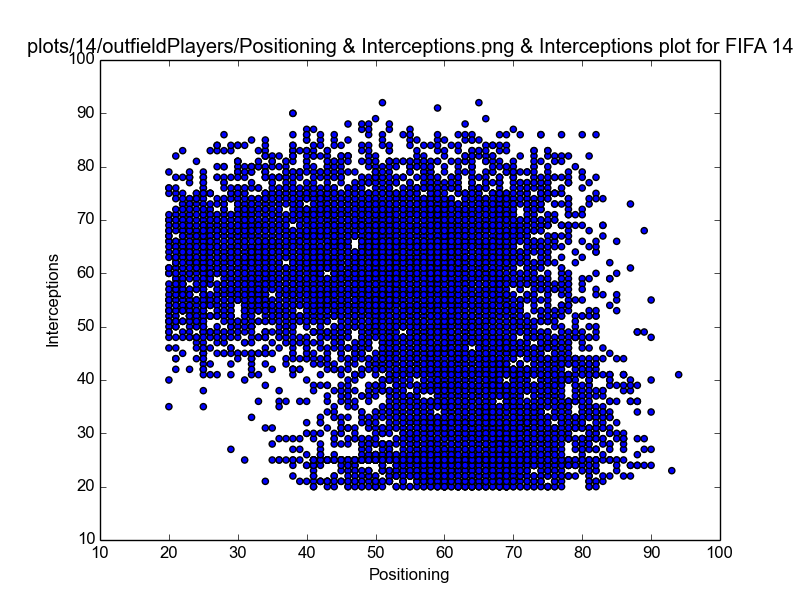 plots/14/outfieldPlayers/Positioning & Interceptions.png & Interceptions plot for FIFA 14
100
90
80
70
60
50
40
30
20
10
Interceptions
10 20 30 40 50 60 70 80 90 100
Positioning